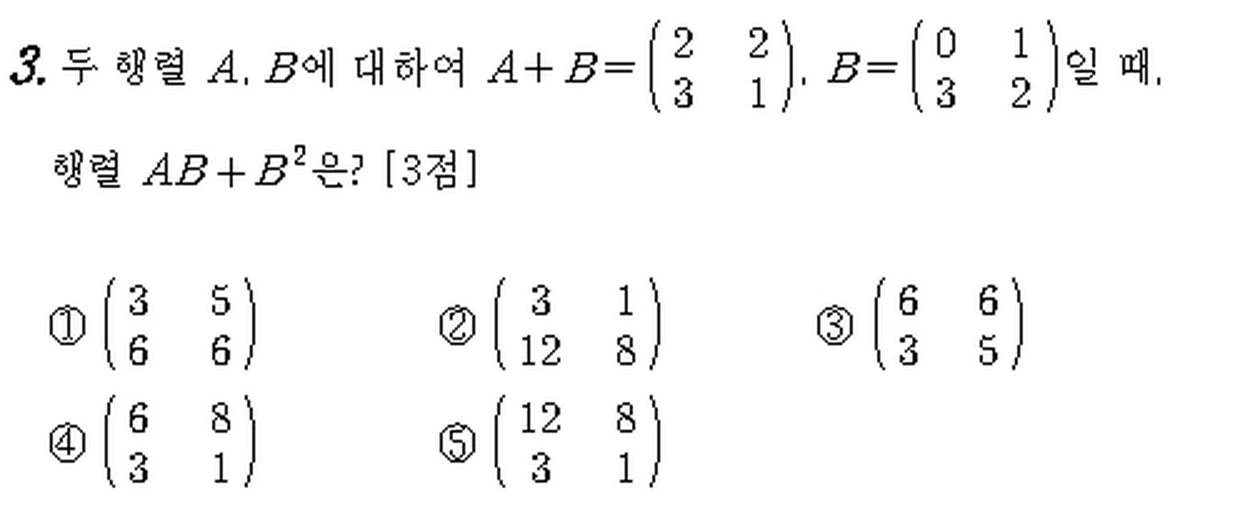 3. 두 행렬 A, B에 대하여 A+B=(2 2
3 1), B=(0 1
3 2)일 때,
행렬 AB+B²은? [3점]
① (3 5
6 6) ② (3 1
12 8) ③ (6 6
3 5)
④ (6 8
3 1) ⑤ (12 8
3 1)